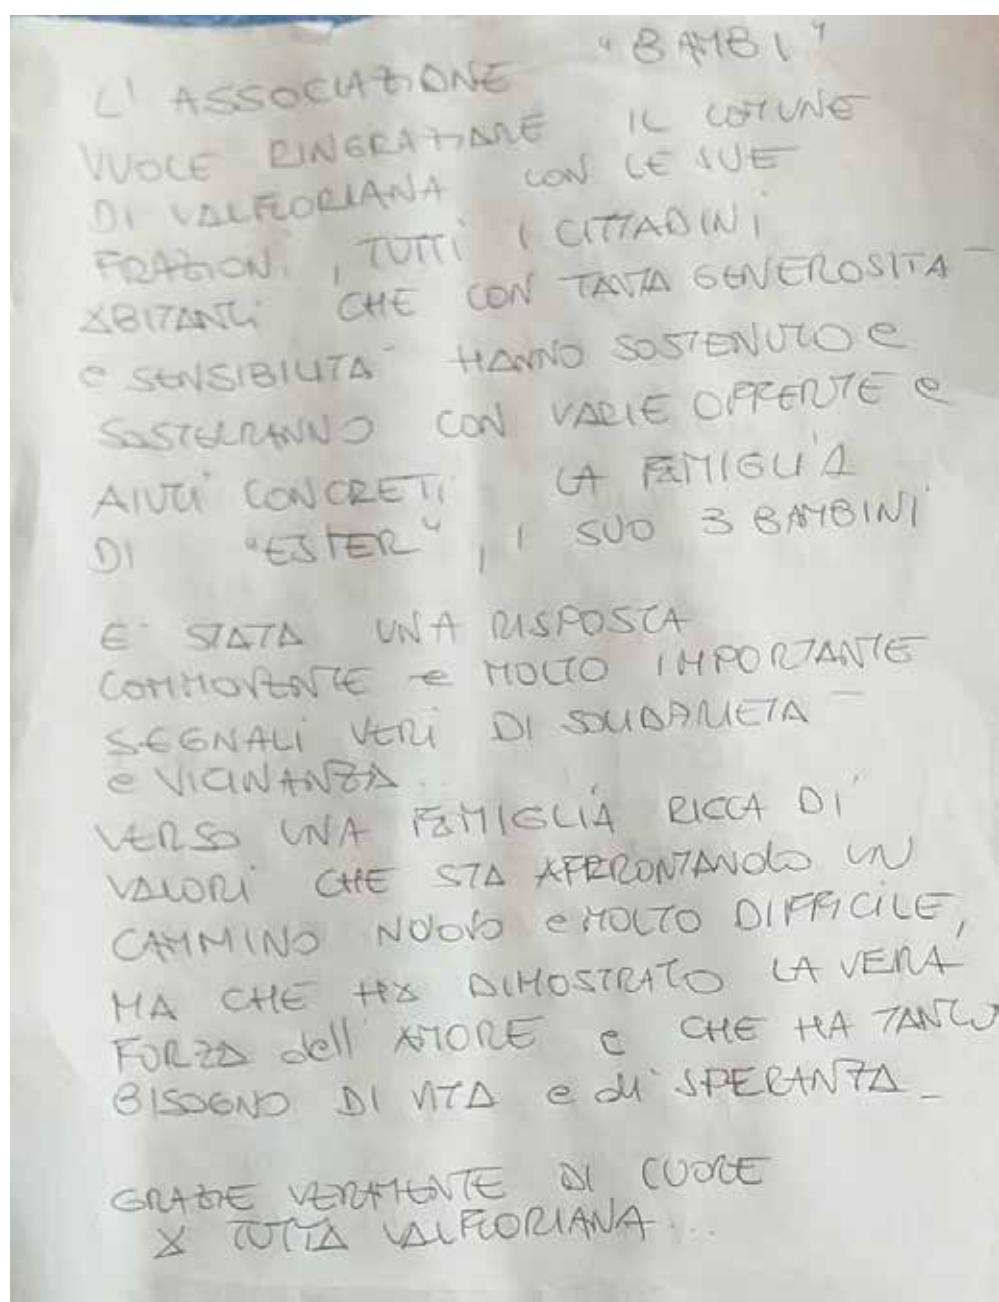 L' ASSOCIAZIONE "BAMBI"
VUOLE RINGRAZIARE IL COMUNE
DI VALFLORIANA CON LE SUE
FRAZIONI, TUTTI I CITTADINI
ABITANTI CHE CON TANTA GENEROSITA'
e SENSIBILITA' HANNO SOSTENUTO e
SOSTERRANNO CON VARIE OFFERTE e
AIUTI CONCRETI LA FAMIGLIA
DI "ESTER", I SUO 3 BAMBINI
E' STATA UNA RISPOSTA
COMMOVENTE e MOLTO IMPORTANTE
SEGNALI VERI DI SOLIDARIETA'
e VICINANZA..
VERSO UNA FAMIGLIA RICCA DI
VALORI CHE STA AFFRONTANDO UN
CAMMINO NUOVO e MOLTO DIFFICILE,
MA CHE HA DIMOSTRATO LA VERA
FORZA dell' AMORE e CHE HA TANTO
BISOGNO DI VITA e di SPERANZA_
GRAZIE VERAMENTE DI CUORE
X TUTTA VALFLORIANA...